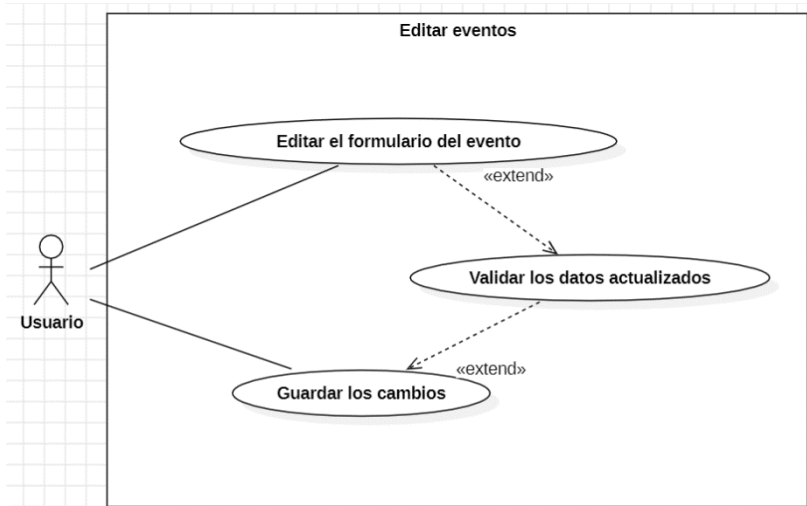 Editar eventos
Editar el formulario del evento
«extend»
Validar los datos actualizados
Usuario
«extend»
Guardar los cambios